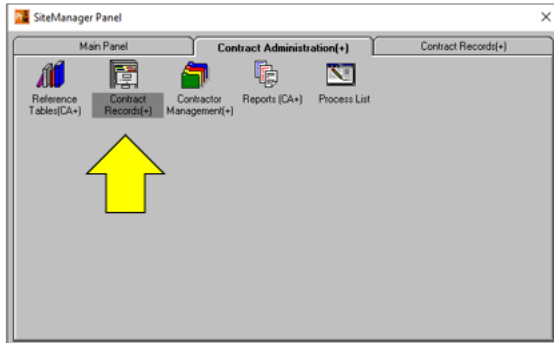 SiteManager Panel
Main Panel Contract Administration(+) Contract Records(+)
Reference Contract Contractor Reports (CA+) Process List
Tables(CA+) Records(+) Management(+)